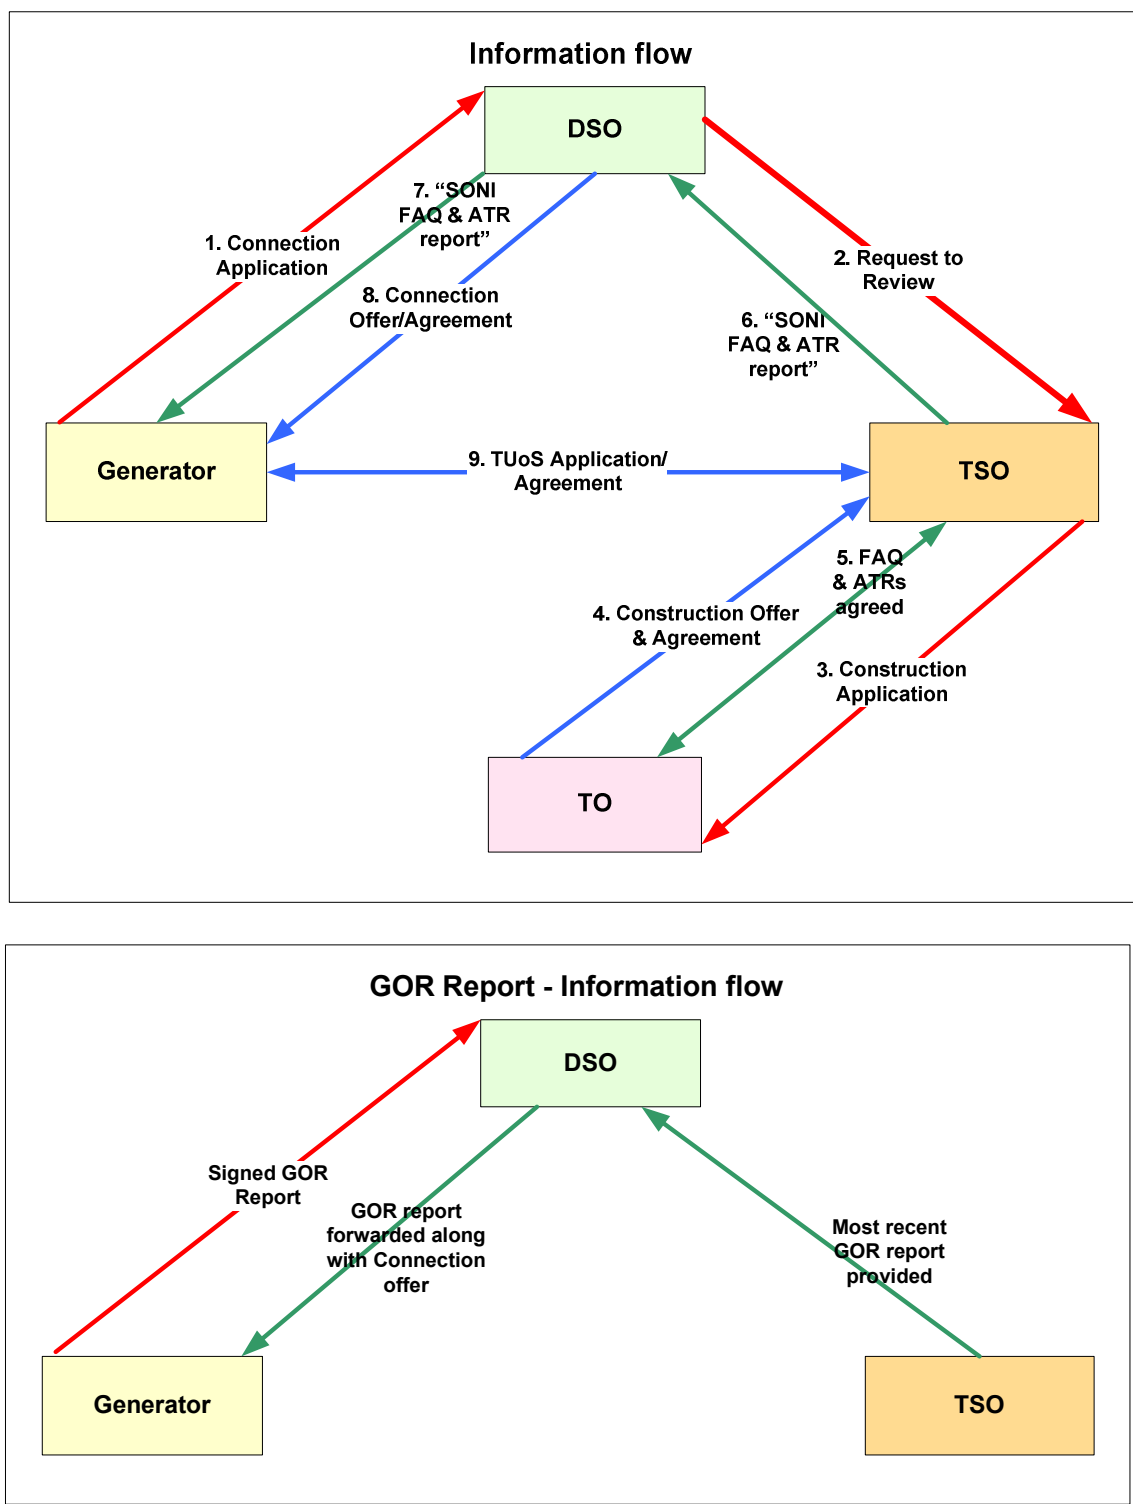 Information flow
DSO
7. “SONI
FAQ & ATR
report”
1. Connection
Application
2. Request to
Review
8. Connection
Offer/Agreement
6. “SONI
FAQ & ATR
report”
Generator
9. TUoS Application/
Agreement
TSO
5. FAQ
& ATRs
agreed
4. Construction Offer
& Agreement
3. Construction
Application
TO
GOR Report - Information flow
DSO
Signed GOR
Report
GOR report
forwarded along
with Connection
offer
Most recent
GOR report
provided
Generator
TSO